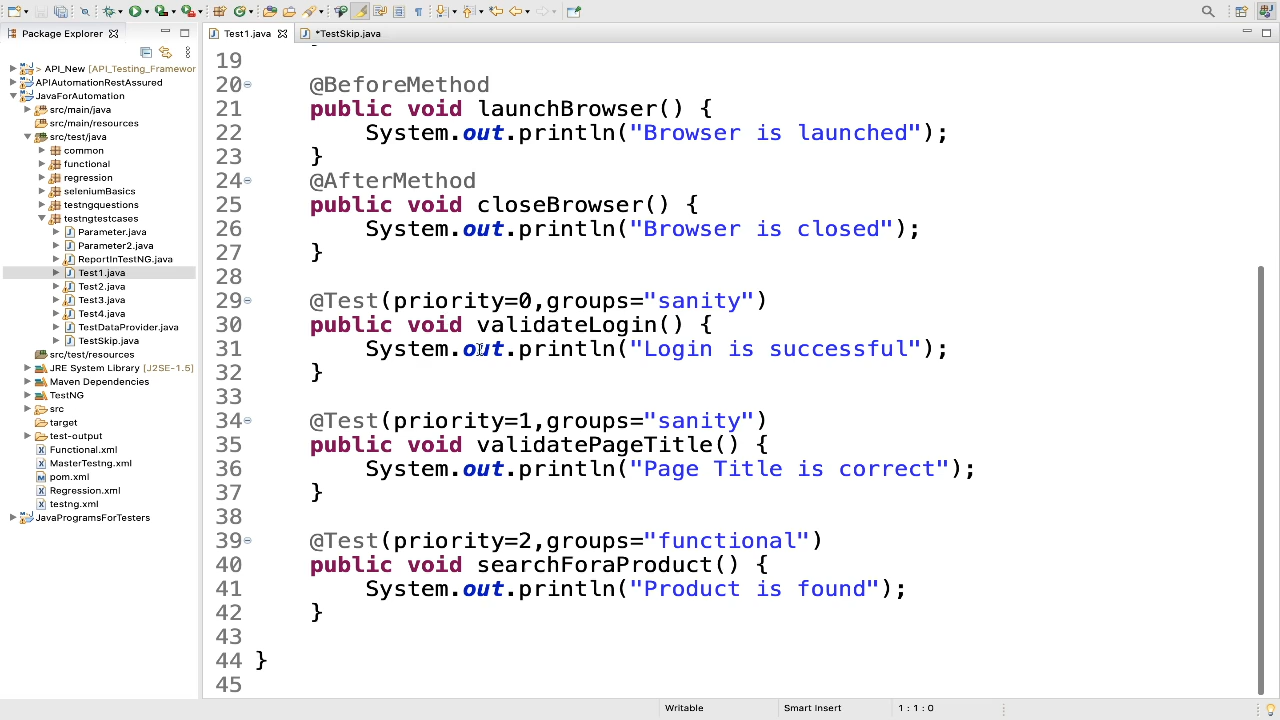 Package Explorer
Test1.java
*TestSkip.java
> API_New [API_Testing_Framewor
APIAutomationRestAssured
JavaForAutomation
src/main/java
src/main/resources
src/test/java
common
functional
regression
seleniumBasics
testngquestions
testngtestcases
Parameter.java
Parameter2.java
ReportInTestNG.java
Test1.java
Test2.java
Test3.java
Test4.java
TestDataProvider.java
TestSkip.java
src/test/resources
JRE System Library [J2SE-1.5]
Maven Dependencies
TestNG
src
target
test-output
Functional.xml
MasterTestng.xml
pom.xml
Regression.xml
testng.xml
JavaProgramsForTesters
19
20 @BeforeMethod
21 public void launchBrowser() {
22 System.out.println("Browser is launched");
23 }
24 @AfterMethod
25 public void closeBrowser() {
26 System.out.println("Browser is closed");
27 }
28
29 @Test(priority=0,groups="sanity")
30 public void validateLogin() {
31 System.out.println("Login is successful");
32 }
33
34 @Test(priority=1,groups="sanity")
35 public void validatePageTitle() {
36 System.out.println("Page Title is correct");
37 }
38
39 @Test(priority=2,groups="functional")
40 public void searchForaProduct() {
41 System.out.println("Product is found");
42 }
43
44 }
45
Writable
Smart Insert
1 : 1 : 0